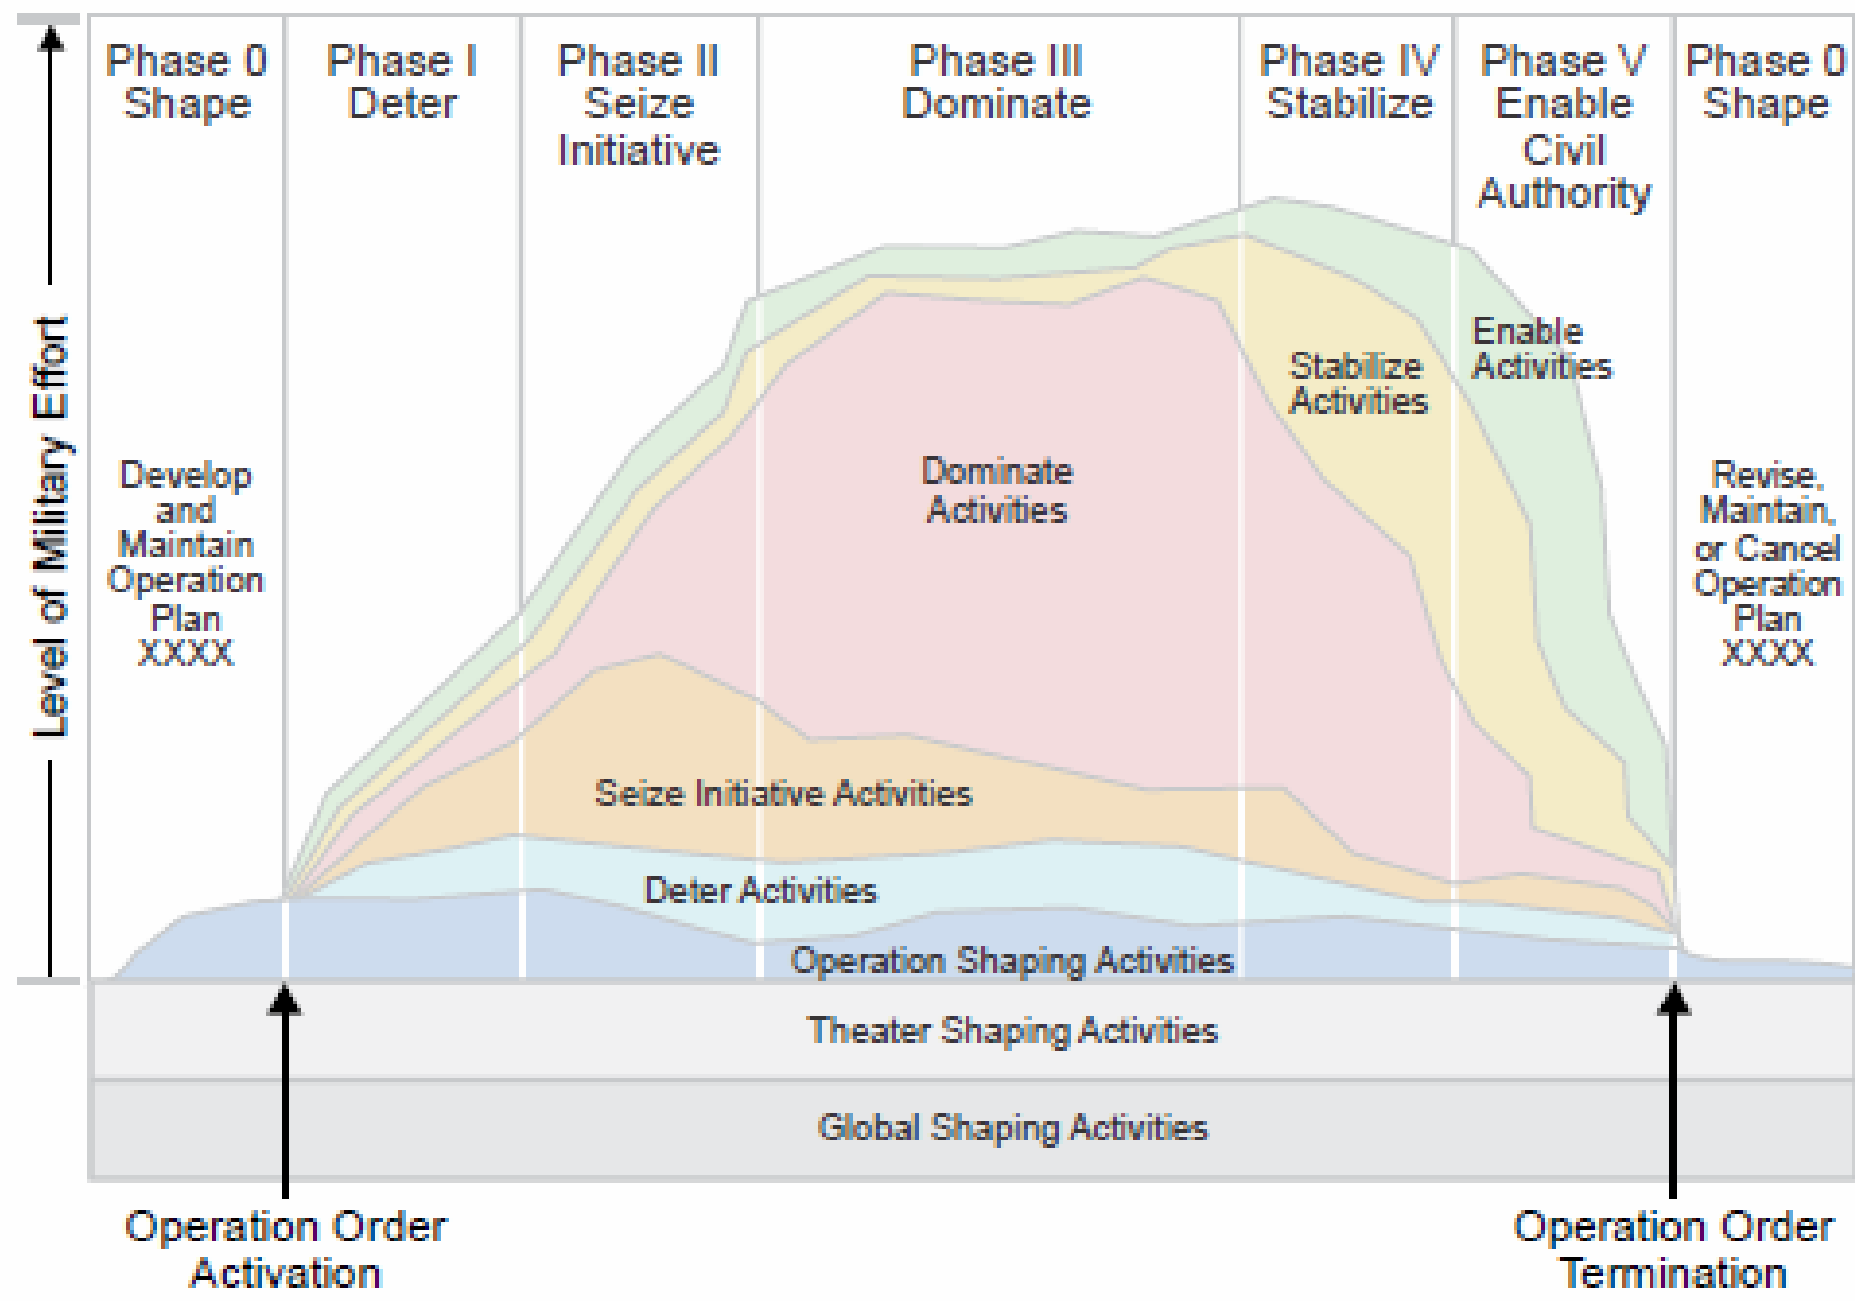 Phase 0
Shape
Phase I
Deter
Phase II
Seize
Initiative
Phase III
Dominate
Phase IV
Stabilize
Phase V
Enable
Civil
Authority
Phase 0
Shape
Level of Military Effort
Develop
and
Maintain
Operation
Plan
XXXX
Enable
Activities
Stabilize
Activities
Dominate
Activities
Revise,
Maintain,
or Cancel
Operation
Plan
XXXX
Seize Initiative Activities
Deter Activities
Operation Shaping Activities
Theater Shaping Activities
Global Shaping Activities
Operation Order
Activation
Operation Order
Termination